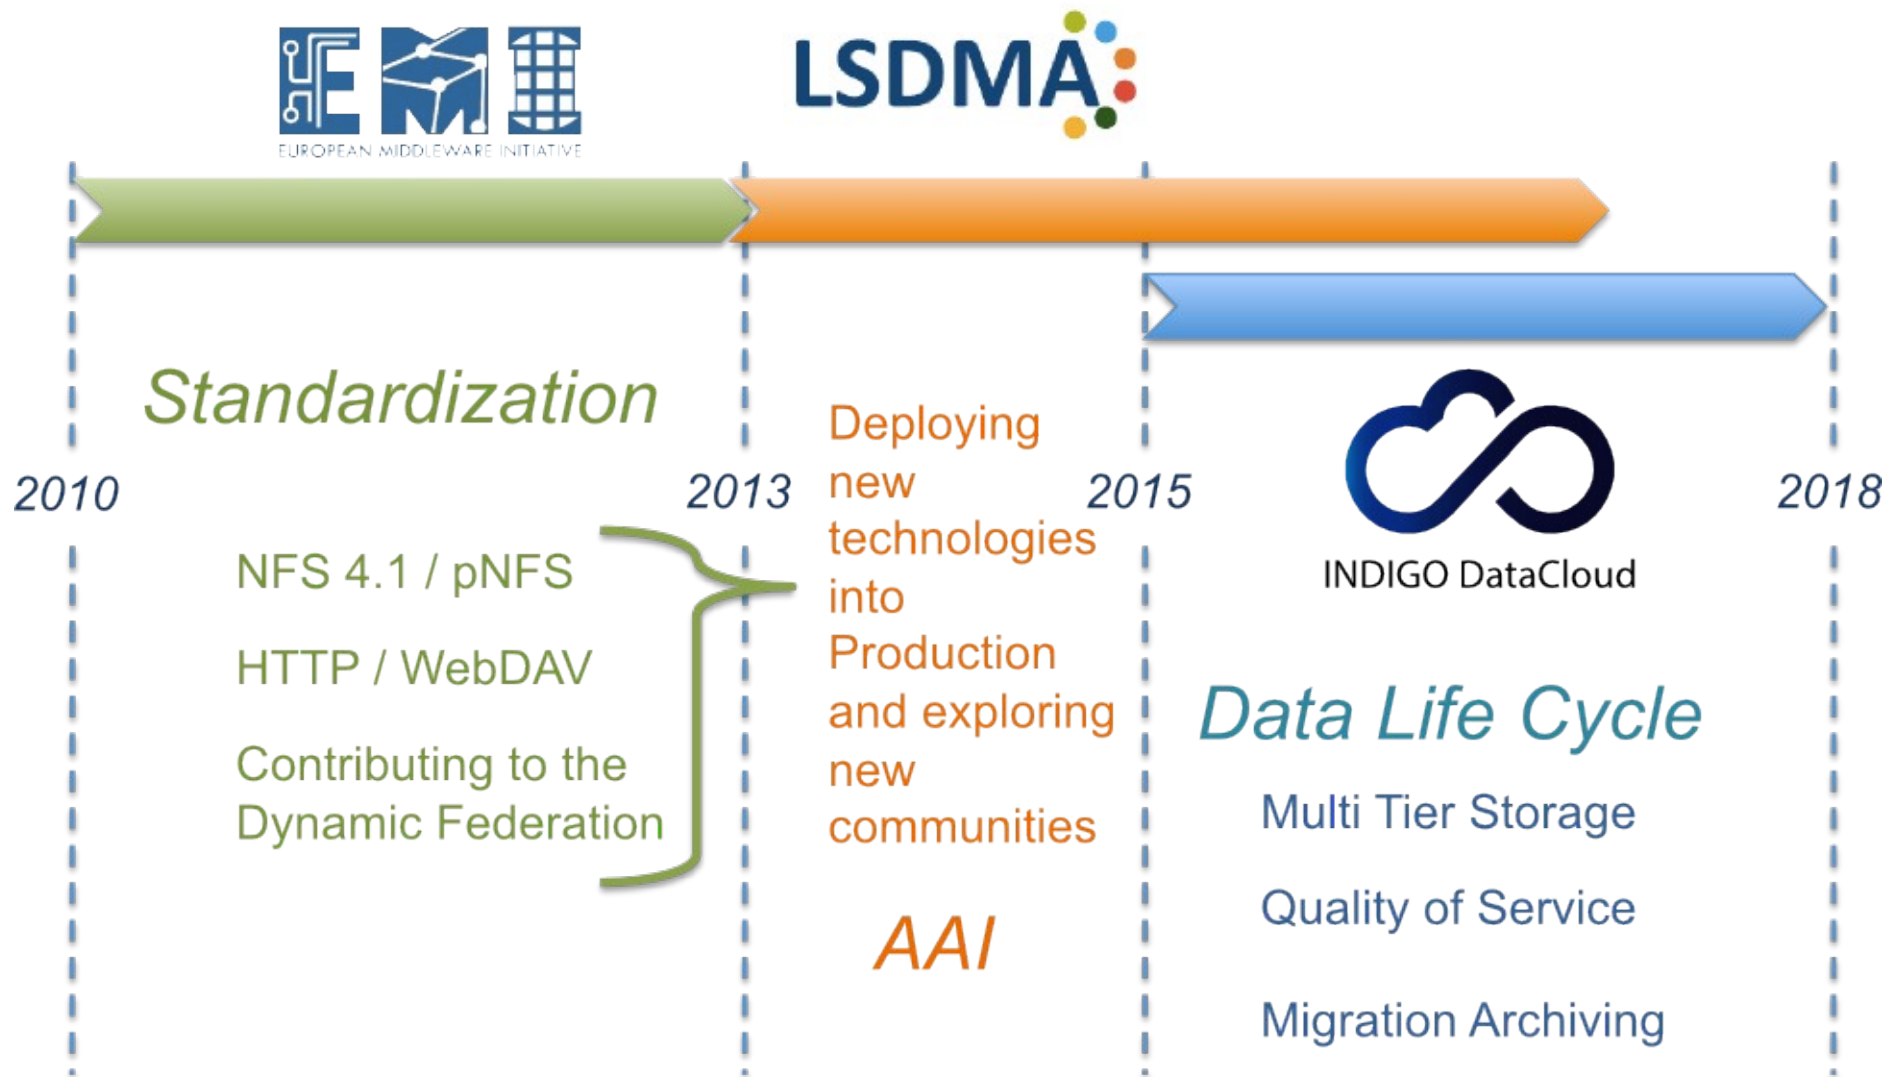 EMI
EUROPEAN MIDDLEWARE INITIATIVE
LSDMA
Standardization
2010
2013
2015
2018
NFS 4.1 / pNFS
HTTP / WebDAV
Contributing to the
Dynamic Federation
Deploying
new
technologies
into
Production
and exploring
new
communities
AAI
INDIGO DataCloud
Data Life Cycle
Multi Tier Storage
Quality of Service
Migration Archiving